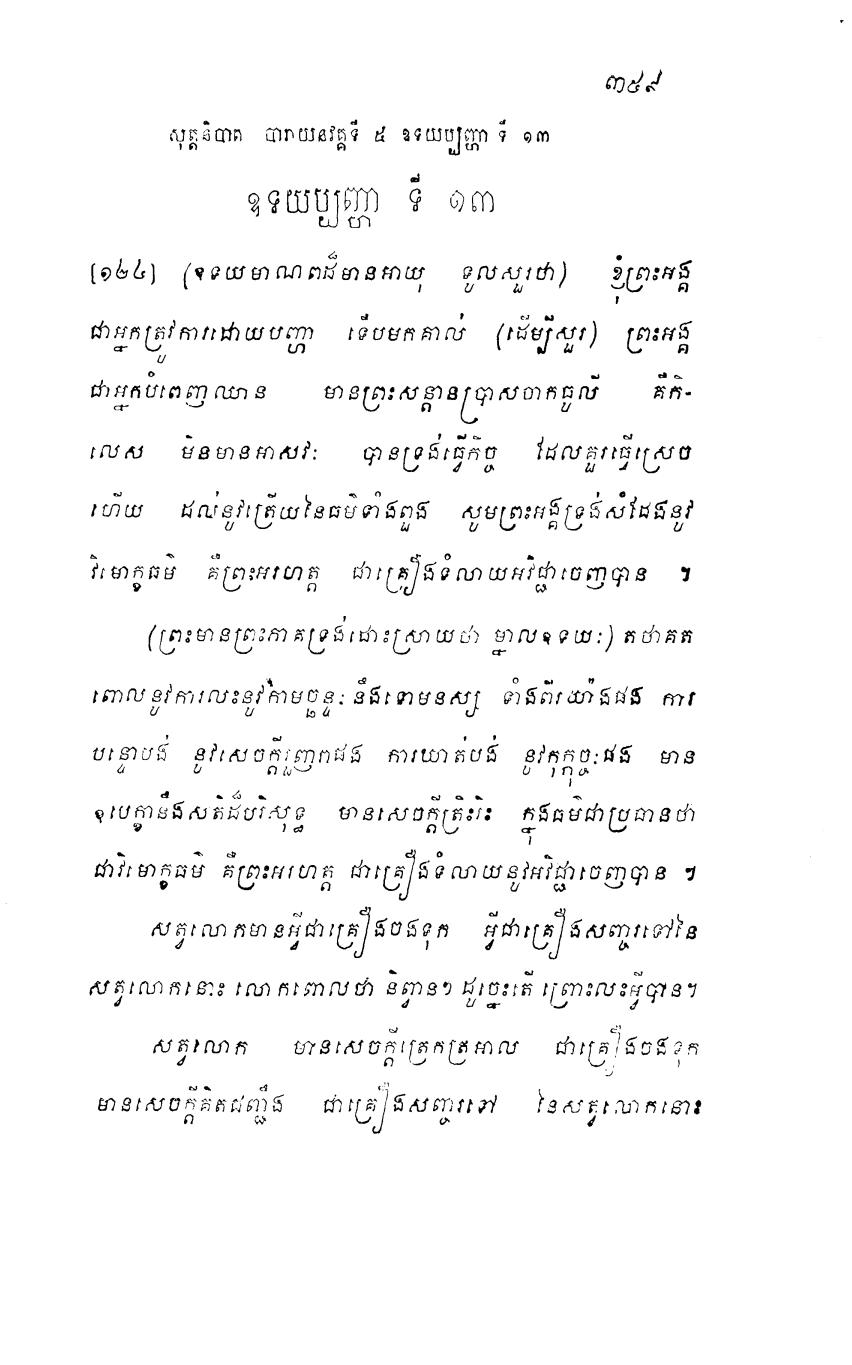 ៣៥៩
សុត្តនិបាត បារាយនវគ្គទី ៥ ឧទយប្បញ្ហា ទី ១៣
ឧទយប្បញ្ហា ទី ១៣
[១២៤] (ឧទយមាណពដ៏មានអាយុ ទូលសួរថា) ខ្ញុំព្រះអង្គ
ជាអ្នកត្រូវការដោយបញ្ហា ទើបមកគាល់ (ដើម្បីសួរ) ព្រះអង្គ
ជាអ្នកបំពេញឈាន មានព្រះសន្តានប្រាសចាកធូលី គឺកិ-
លេស មិនមានអាសវៈ បានទ្រង់ធ្វើកិច្ច ដែលគួរធ្វើស្រេច
ហើយ ដល់នូវត្រើយនៃធម៌ទាំងពួង សូមព្រះអង្គទ្រង់សំដែងនូវ
វិមោក្ខធម៌ គឺព្រះអរហត្ត ជាគ្រឿងទំលាយអវិជ្ជាចេញបាន ។
(ព្រះមានព្រះភាគទ្រង់ដោះស្រាយថា ម្នាលឧទយៈ) តថាគត
ពោលនូវការលះនូវកាមច្ឆន្ទៈ នឹងទោមនស្ស ទាំងពីរយ៉ាងផង ការ
បន្ទោបង់ នូវសេចក្តីរួញរាផង ការឃាត់បង់ នូវកុក្កុច្ចៈផង មាន
ឧបេក្ខានឹងសតិដ៏បរិសុទ្ធ មានសេចក្តីត្រិះរិះ ក្នុងធម៌ជាប្រធានថា
ជាវិមោក្ខធម៌ គឺព្រះអរហត្ត ជាគ្រឿងទំលាយនូវអវិជ្ជាចេញបាន ។
សត្វលោកមានអ្វីជាគ្រឿងចងទុក អ្វីជាគ្រឿងសញ្ចរទៅនៃ
សត្វលោកនោះ លោកពោលថា និព្វាន ៗ ដូច្នេះតើ ព្រោះលះអ្វីបាន។
សត្វលោក មានសេចក្តីត្រេកត្រអាល ជាគ្រឿងចងទុក
មានសេចក្តីគិតជញ្ជឹង ជាគ្រឿងសញ្ចរទៅ នៃសត្វលោកនោះ